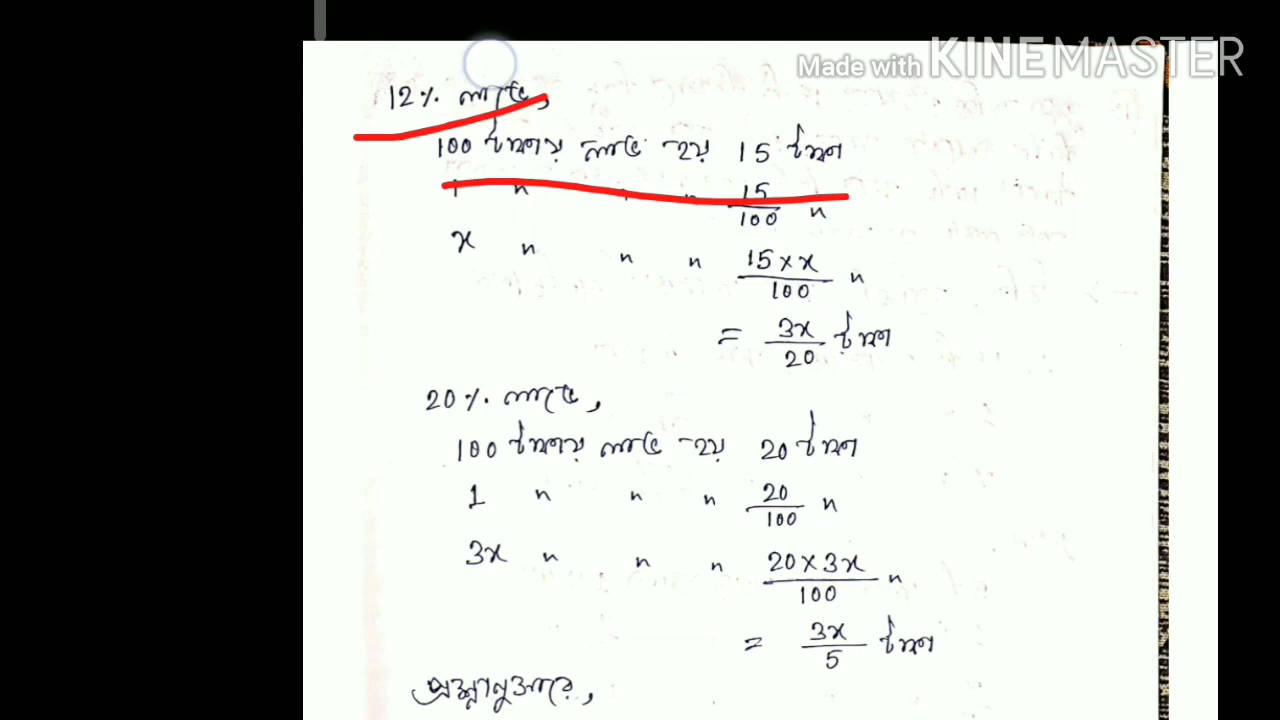 Made with KINEMASTER
12% লাভে,
100 টাকায় লাভ হয় 15 টাকা
1 " " " 15/100 "
x " " " 15×x/100 "
= 3x/20 টাকা
20% লাভে,
100 টাকায় লাভ হয় 20 টাকা
1 " " " 20/100 "
3x " " " 20×3x/100 "
= 3x/5 টাকা
প্রশ্নানুসারে,